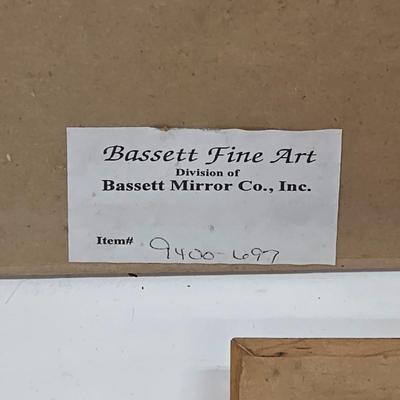 Bassett Fine Art
Division of
Bassett Mirror Co., Inc.
Item# 9400-697